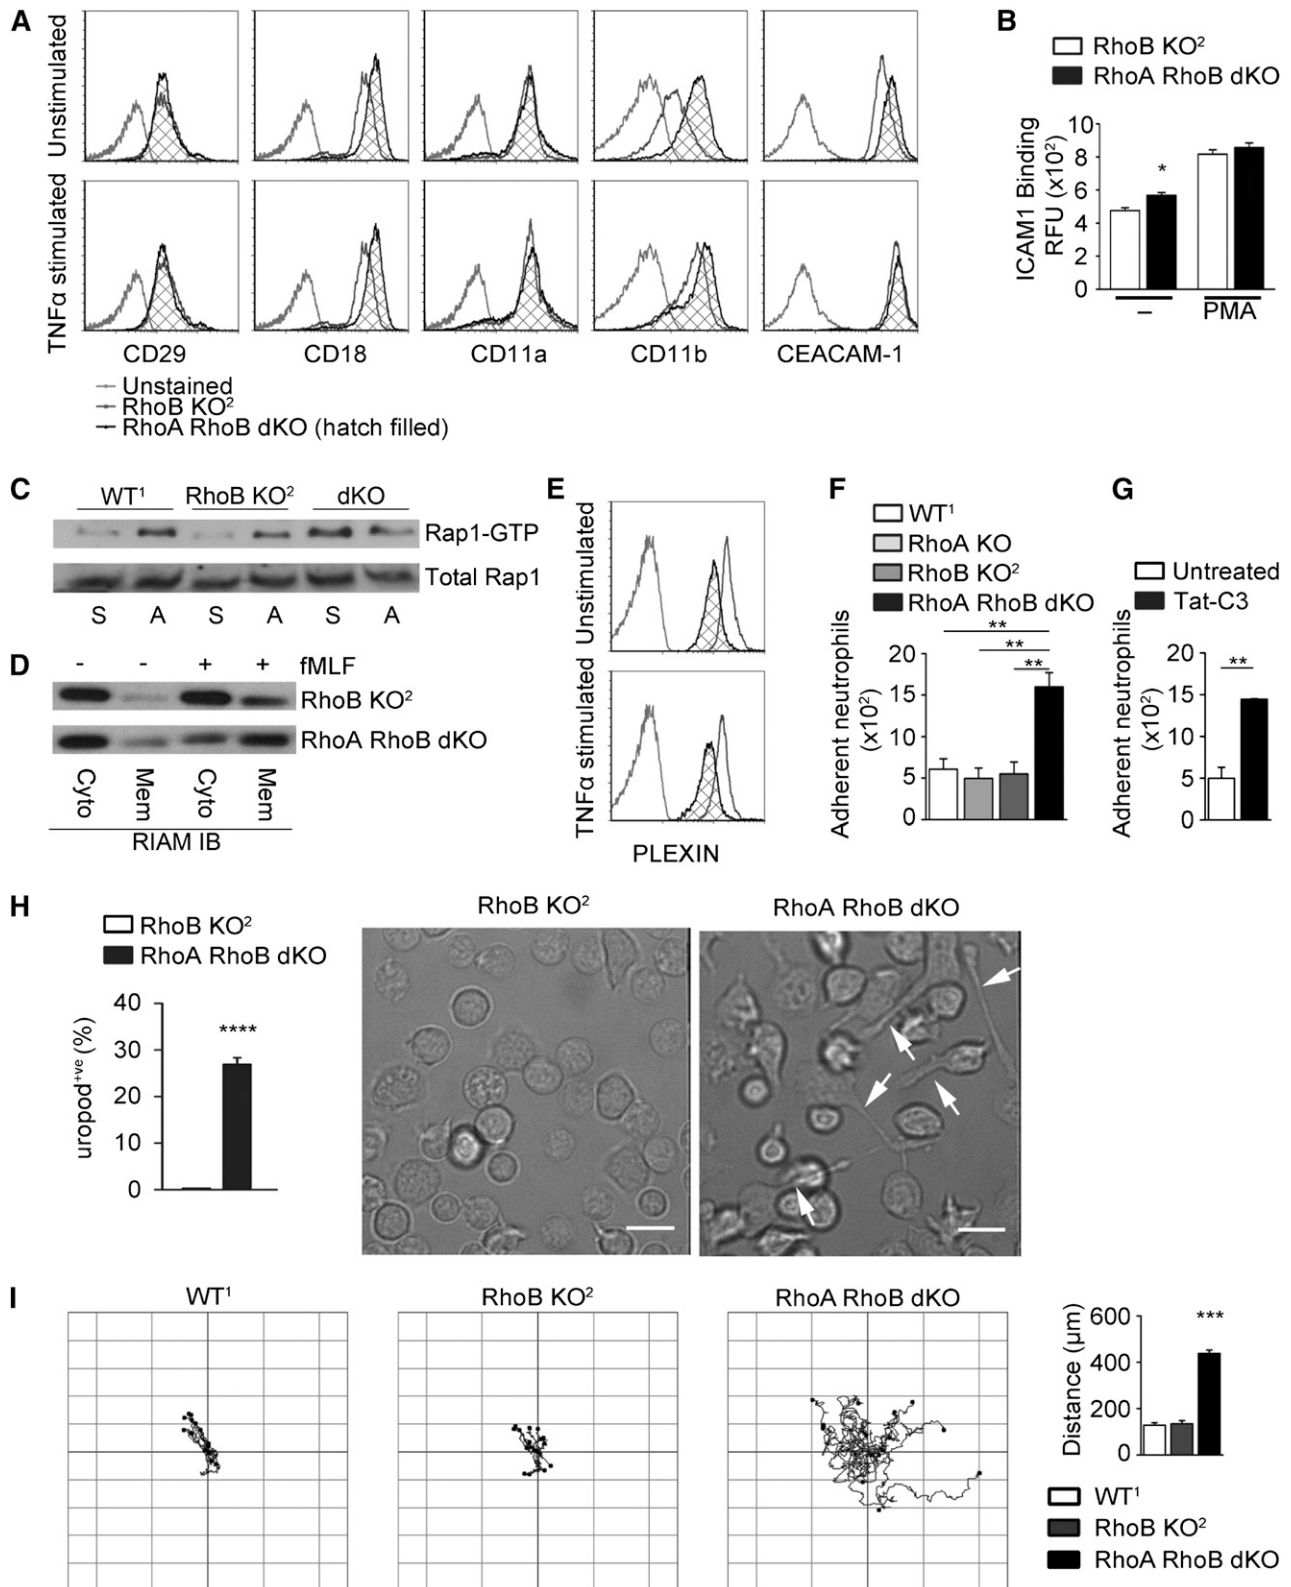 A
Unstimulated
TNFα stimulated
CD29
CD18
CD11a
CD11b
CEACAM-1
Unstained
RhoB KO²
RhoA RhoB dKO (hatch filled)
B
RhoB KO²
RhoA RhoB dKO
ICAM1 Binding
RFU (x10²)
10
8
6
4
2
0
*
–
PMA
C
WT¹
RhoB KO²
dKO
Rap1-GTP
Total Rap1
S A S A S A
D
- - + + fMLF
RhoB KO²
RhoA RhoB dKO
Cyto Mem Cyto Mem
RIAM IB
E
Unstimulated
TNFα stimulated
PLEXIN
F
WT¹
RhoA KO
RhoB KO²
RhoA RhoB dKO
**
**
**
Adherent neutrophils
(x10²)
20
15
10
5
0
G
Untreated
Tat-C3
Adherent neutrophils
(x10²)
**
20
15
10
5
0
H
RhoB KO²
RhoA RhoB dKO
uropod⁺ᵛᵉ (%)
40
30
20
10
0
****
RhoB KO²
RhoA RhoB dKO
I
WT¹
RhoB KO²
RhoA RhoB dKO
Distance (µm)
600
400
200
0
***
WT¹
RhoB KO²
RhoA RhoB dKO